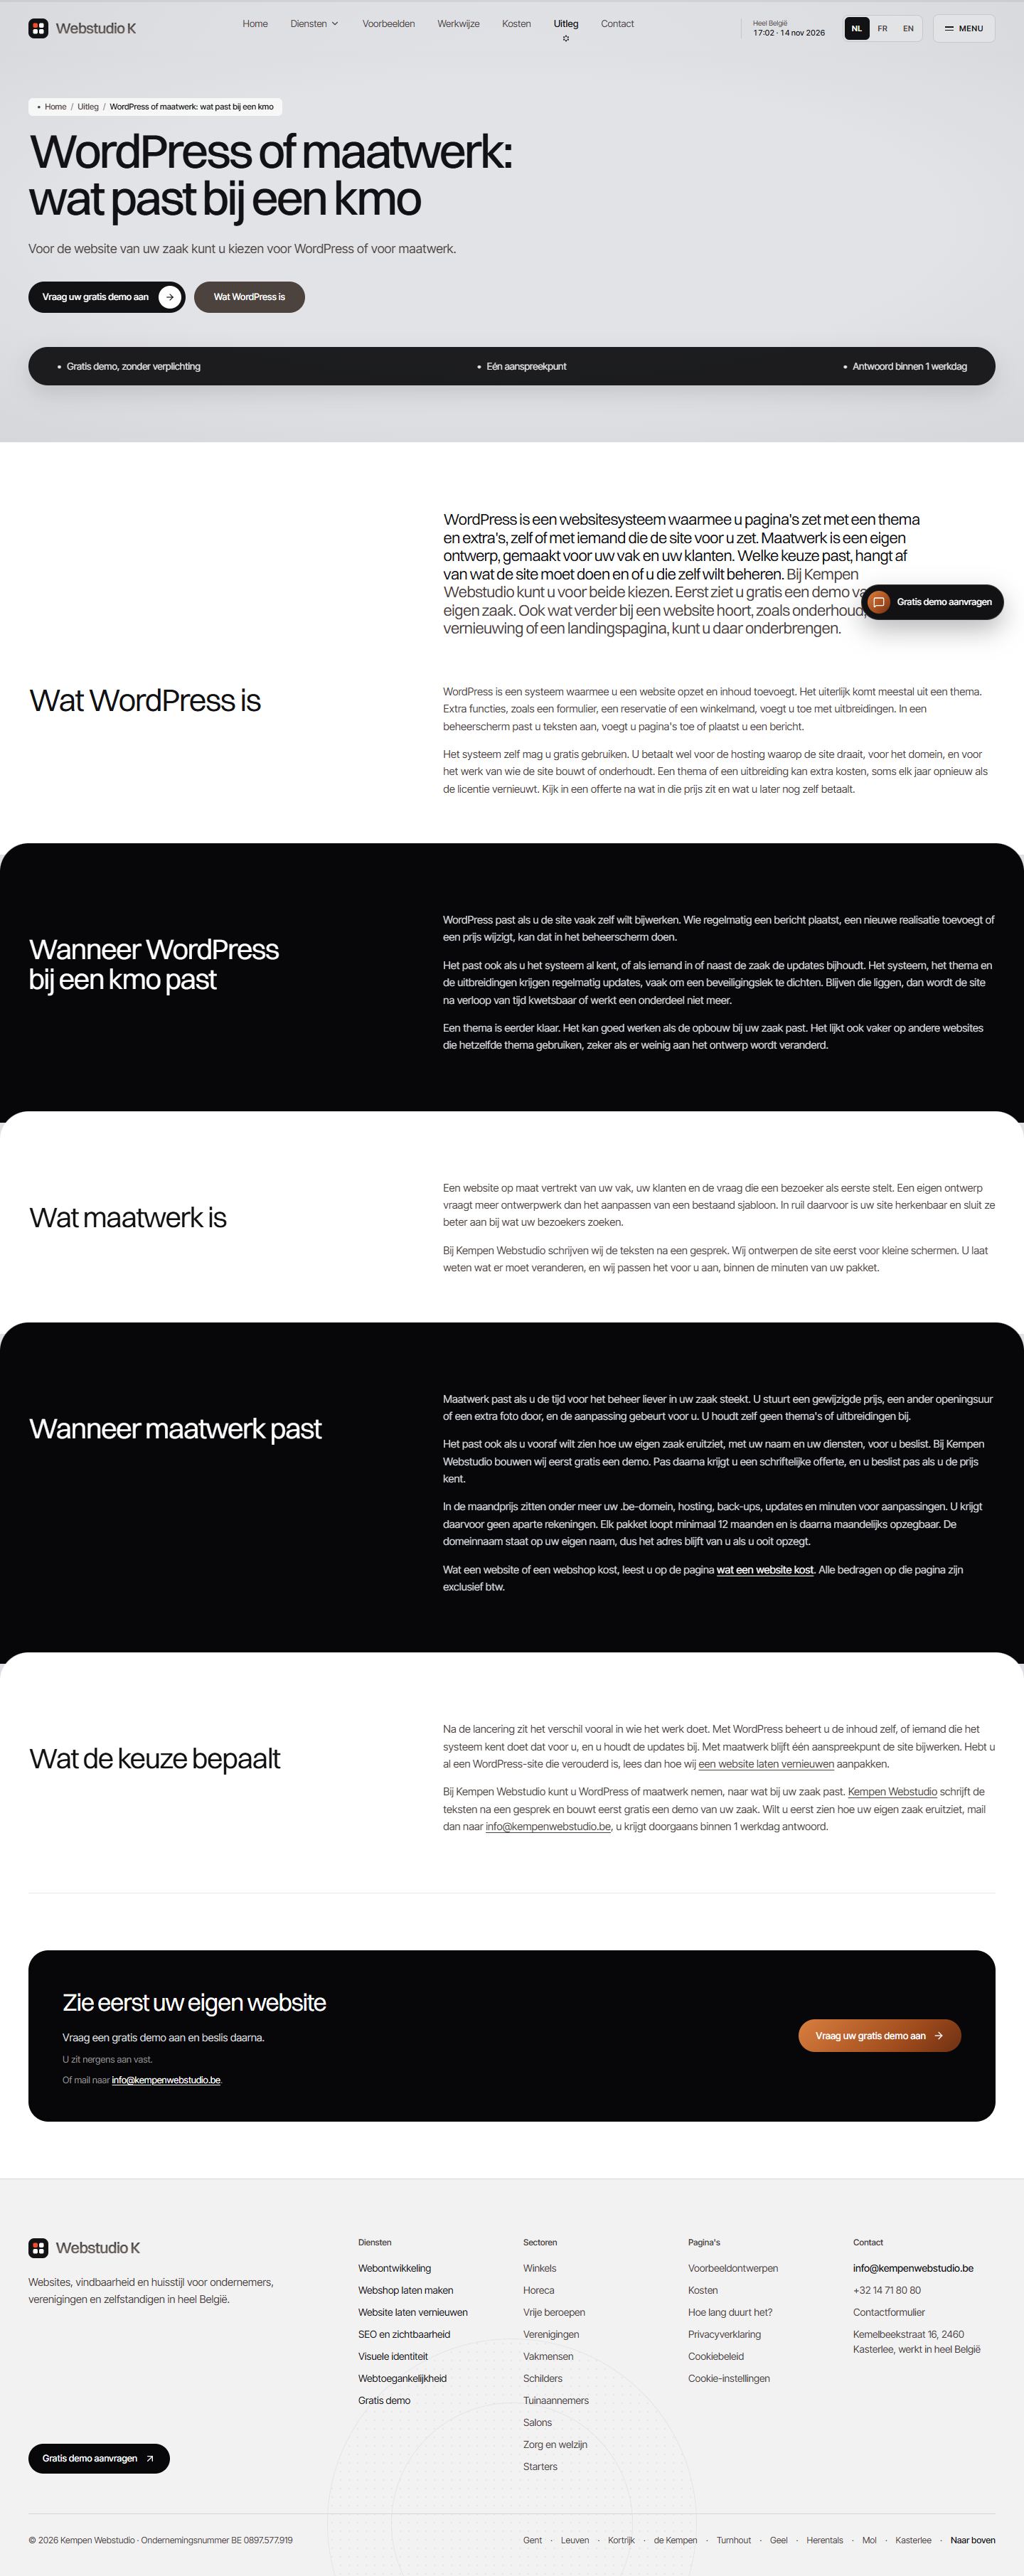 Webstudio K
Home
Diensten
Voorbeelden
Werkwijze
Kosten
Uitleg
Contact
Heel België
17:02 · 14 nov 2026
NL
FR
EN
MENU
Home / Uitleg / WordPress of maatwerk: wat past bij een kmo
WordPress of maatwerk:
wat past bij een kmo
Voor de website van uw zaak kunt u kiezen voor WordPress of voor maatwerk.
Vraag uw gratis demo aan
Wat WordPress is
Gratis demo, zonder verplichting
Eén aanspreekpunt
Antwoord binnen 1 werkdag
WordPress is een websitesysteem waarmee u pagina's zet met een thema
en extra's, zelf of met iemand die de site voor u zet. Maatwerk is een eigen
ontwerp, gemaakt voor uw vak en uw klanten. Welke keuze past, hangt af
van wat de site moet doen en of u die zelf wilt beheren. Bij Kempen
Webstudio kunt u voor beide kiezen. Eerst ziet u gratis een demo
eigen zaak. Ook wat verder bij een website hoort, zoals onderhoud,
vernieuwing of een landingspagina, kunt u daar onderbrengen.
Gratis demo aanvragen
Wat WordPress is
WordPress is een systeem waarmee u een website opzet en inhoud toevoegt. Het uiterlijk komt meestal uit een thema.
Extra functies, zoals een formulier, een reservatie of een winkelmand, voegt u toe met uitbreidingen. In een
beheerscherm past u teksten aan, voegt u pagina's toe of plaatst u een bericht.
Het systeem zelf mag u gratis gebruiken. U betaalt wel voor de hosting waarop de site draait, voor het domein, en voor
het werk van wie de site bouwt of onderhoudt. Een thema of een uitbreiding kan extra kosten, soms elk jaar opnieuw als
de licentie vernieuwt. Kijk in een offerte na wat in die prijs zit en wat u later nog zelf betaalt.
Wanneer WordPress
bij een kmo past
WordPress past als u de site vaak zelf wilt bijwerken. Wie regelmatig een bericht plaatst, een nieuwe realisatie toevoegt of
een prijs wijzigt, kan dat in het beheerscherm doen.
Het past ook als u het systeem al kent, of als iemand in of naast de zaak de updates bijhoudt. Het systeem, het thema en
de uitbreidingen krijgen regelmatig updates, vaak om een beveiligingslek te dichten. Blijven die liggen, dan wordt de site
na verloop van tijd kwetsbaar of werkt een onderdeel niet meer.
Een thema is eerder klaar. Het kan goed werken als de opbouw bij uw zaak past. Het lijkt ook vaker op andere websites
die hetzelfde thema gebruiken, zeker als er weinig aan het ontwerp wordt veranderd.
Wat maatwerk is
Een website op maat vertrekt van uw vak, uw klanten en de vraag die een bezoeker als eerste stelt. Een eigen ontwerp
vraagt meer ontwerpwerk dan het aanpassen van een bestaand sjabloon. In ruil daarvoor is uw site herkenbaar en sluit ze
beter aan bij wat uw bezoekers zoeken.
Bij Kempen Webstudio schrijven wij de teksten na een gesprek. Wij ontwerpen de site eerst voor kleine schermen. U laat
weten wat er moet veranderen, en wij passen het voor u aan, binnen de minuten van uw pakket.
Wanneer maatwerk past
Maatwerk past als u de tijd voor het beheer liever in uw zaak steekt. U stuurt een gewijzigde prijs, een ander openingsuur
of een extra foto door, en de aanpassing gebeurt voor u. U houdt zelf geen thema's of uitbreidingen bij.
Het past ook als u vooraf wilt zien hoe uw eigen zaak eruitziet, met uw naam en uw diensten, voor u beslist. Bij Kempen
Webstudio bouwen wij eerst gratis een demo. Pas daarna krijgt u een schriftelijke offerte, en u beslist pas als u de prijs
kent.
In de maandprijs zitten onder meer uw .be-domein, hosting, back-ups, updates en minuten voor aanpassingen. U krijgt
daarvoor geen aparte rekeningen. Elk pakket loopt minimaal 12 maanden en is daarna maandelijks opzegbaar. De
domeinnaam staat op uw eigen naam, dus het adres blijft van u als u ooit opzegt.
Wat een website of een webshop kost, leest u op de pagina wat een website kost. Alle bedragen op die pagina zijn
exclusief btw.
Wat de keuze bepaalt
Na de lancering zit het verschil vooral in wie het werk doet. Met WordPress beheert u de inhoud zelf, of iemand die het
systeem kent doet dat voor u, en u houdt de updates bij. Met maatwerk blijft één aanspreekpunt de site bijwerken. Hebt u
al een WordPress-site die verouderd is, lees dan hoe wij een website laten vernieuwen aanpakken.
Bij Kempen Webstudio kunt u WordPress of maatwerk nemen, naar wat bij uw zaak past. Kempen Webstudio schrijft de
teksten na een gesprek en bouwt eerst gratis een demo van uw zaak. Wilt u eerst zien hoe uw eigen zaak eruitziet, mail
dan naar info@kempenwebstudio.be, u krijgt doorgaans binnen 1 werkdag antwoord.
Zie eerst uw eigen website
Vraag een gratis demo aan en beslis daarna.
U zit nergens aan vast.
Of mail naar info@kempenwebstudio.be
Vraag uw gratis demo aan
Webstudio K
Websites, vindbaarheid en huisstijl voor ondernemers,
verenigingen en zelfstandigen in heel België.
Gratis demo aanvragen
Diensten
Webontwikkeling
Webshop laten maken
Website laten vernieuwen
SEO en zichtbaarheid
Visuele identiteit
Webtoegankelijkheid
Gratis demo
Sectoren
Winkels
Horeca
Vrije beroepen
Verenigingen
Vakmensen
Schilders
Tuinaannemers
Salons
Zorg en welzijn
Starters
Pagina's
Voorbeeldontwerpen
Kosten
Hoe lang duurt het?
Privacyverklaring
Cookiebeleid
Cookie-instellingen
Contact
info@kempenwebstudio.be
+32 14 71 80 80
Contactformulier
Kemelbeekstraat 16, 2460
Kasterlee, werkt in heel België
© 2026 Kempen Webstudio · Ondernemingsnummer BE 0897.577.919
Gent · Leuven · Kortrijk · de Kempen · Turnhout · Geel · Herentals · Mol · Kasterlee · Naar boven